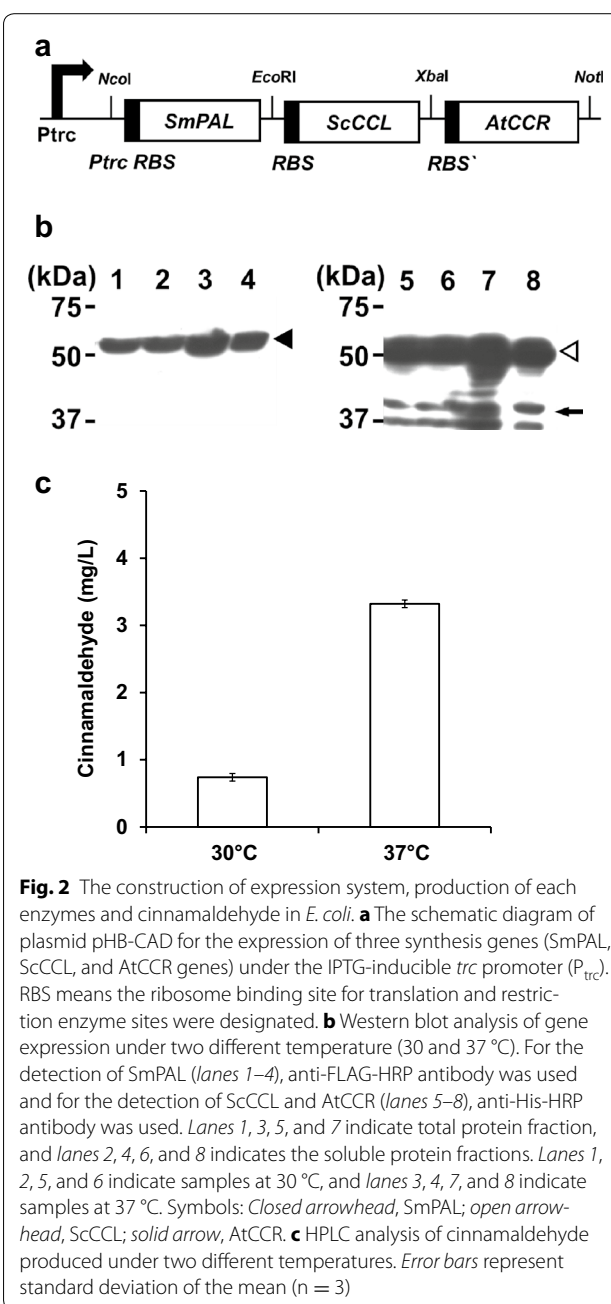 a
NcoI EcoRI XbaI NotI
Ptrc SmPAL ScCCL AtCCR
Ptrc RBS RBS RBS`
b
(kDa) 1 2 3 4 (kDa) 5 6 7 8
75- 75-
50- 50-
37- 37-
c
Cinnamaldehyde (mg/L)
5
4
3
2
1
0
30°C 37°C
Fig. 2 The construction of expression system, production of each
enzymes and cinnamaldehyde in E. coli. a The schematic diagram of
plasmid pHB-CAD for the expression of three synthesis genes (SmPAL,
ScCCL, and AtCCR genes) under the IPTG-inducible trc promoter (Ptrc).
RBS means the ribosome binding site for translation and restric-
tion enzyme sites were designated. b Western blot analysis of gene
expression under two different temperature (30 and 37 °C). For the
detection of SmPAL (lanes 1–4), anti-FLAG-HRP antibody was used
and for the detection of ScCCL and AtCCR (lanes 5–8), anti-His-HRP
antibody was used. Lanes 1, 3, 5, and 7 indicate total protein fraction,
and lanes 2, 4, 6, and 8 indicates the soluble protein fractions. Lanes 1,
2, 5, and 6 indicate samples at 30 °C, and lanes 3, 4, 7, and 8 indicate
samples at 37 °C. Symbols: Closed arrowhead, SmPAL; open arrow-
head, ScCCL; solid arrow, AtCCR. c HPLC analysis of cinnamaldehyde
produced under two different temperatures. Error bars represent
standard deviation of the mean (n = 3)